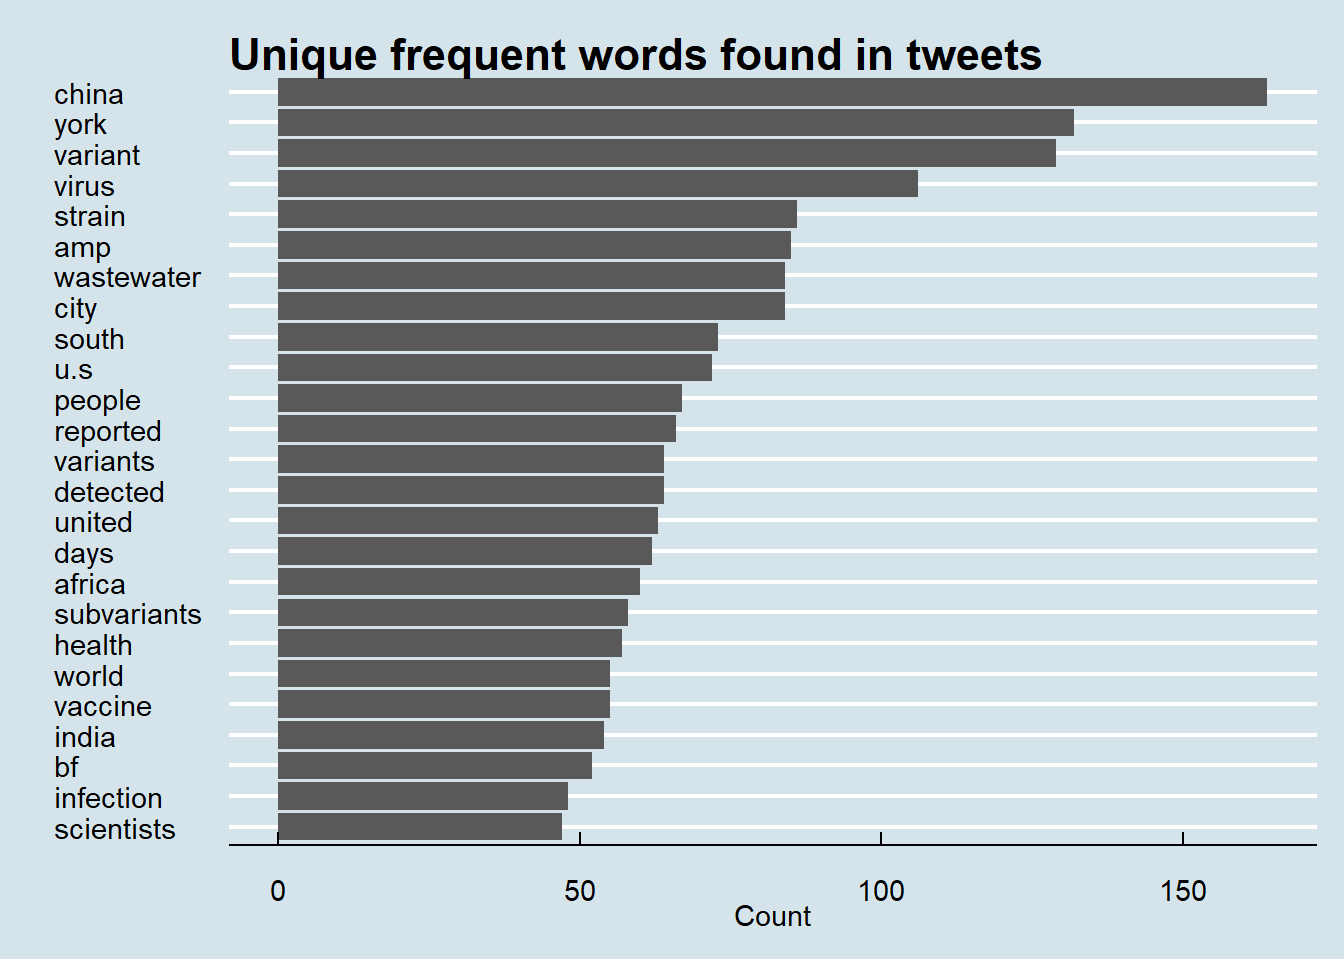 Unique frequent words found in tweets
china
york
variant
virus
strain
amp
wastewater
city
south
u.s
people
reported
variants
detected
united
days
africa
subvariants
health
world
vaccine
india
bf
infection
scientists
0 50 100 150
Count